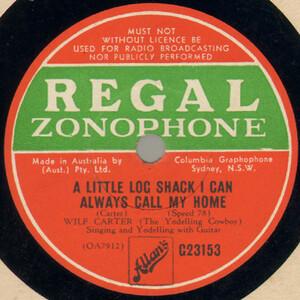 MUST NOT
WITHOUT LICENCE BE
USED FOR RADIO BROADCASTING
NOR PUBLICLY PERFORMED
REGAL
ZONOPHONE
Made in Australia by
(Aust.) Pty. Ltd.
Columbia Graphophone
Sydney, N.S.W.
A LITTLE LOG SHACK I CAN
ALWAYS CALL MY HOME
(Carter) (Speed 78)
WILF CARTER (The Yodelling Cowboy)
Singing and Yodelling with Guitar
(OA7912)
Allan's
G23153